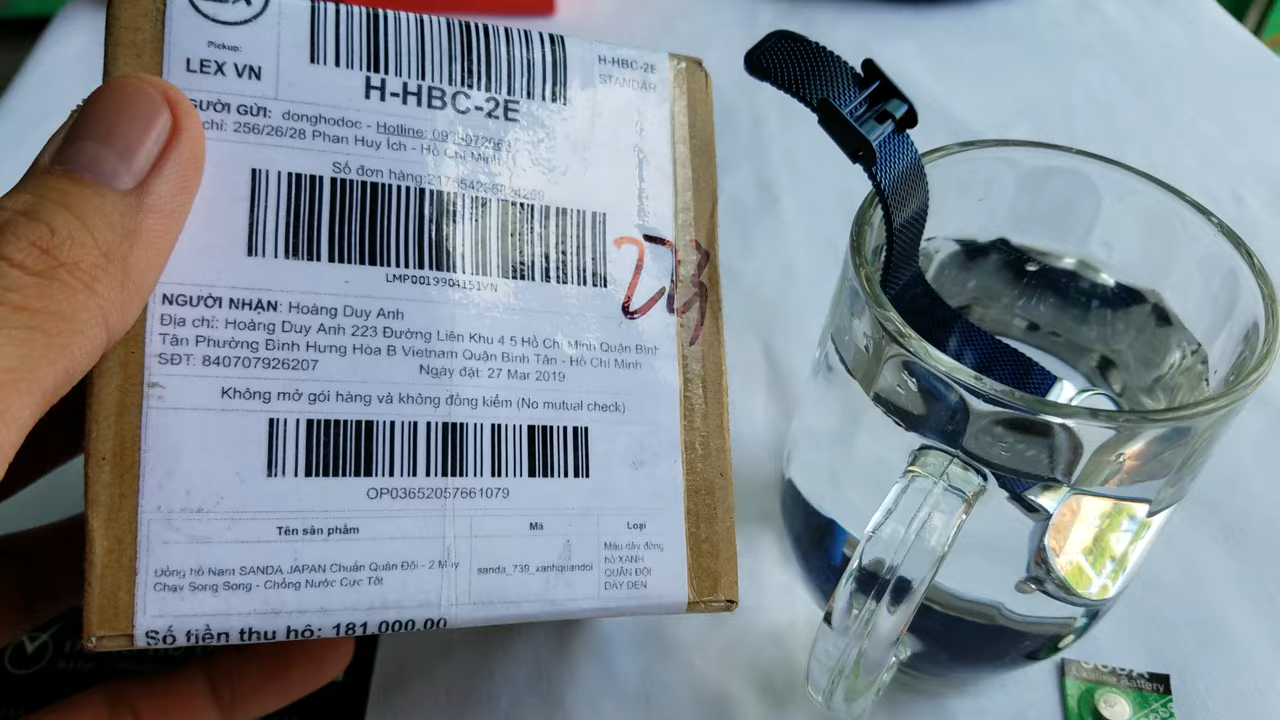 LEX
Pickup:
LEX VN
H-HBC-2E
H-HBC-2E
STANDAR
GƯỜI GỬI: donghodoc - Hotline:
chỉ: 256/26/28 Phan Huy Ích - Hồ Chí Minh
Số đơn hàng:
LMP0019904151VN
273
NGƯỜI NHẬN: Hoàng Duy Anh
Địa chỉ: Hoàng Duy Anh 223 Đường Liên Khu 4 5 Hồ Chí Minh Quận Bình
Tân Phường Bình Hưng Hòa B Vietnam Quận Bình Tân - Hồ Chí Minh
SĐT: 840707926207
Ngày đặt: 27 Mar 2019
Không mở gói hàng và không đồng kiểm (No mutual check)
OP03652057661079
Tên sản phẩm Mã Loại
Đồng hồ Nam SANDA JAPAN Chuẩn Quân Đội - 2 Máy
Chạy Song Song - Chống Nước Cực Tốt
sanda_739_xanhquandoi
Màu dây đồng
hồ:XANH
QUÂN ĐỘI
DÂY ĐEN
Số tiền thu hộ: 181,000.00
Battery